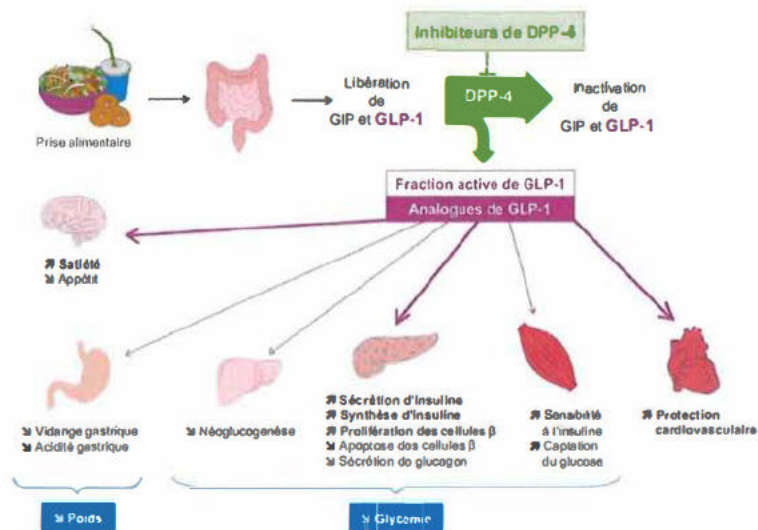 Inhibiteurs de DPP-4
Libération
de
GIP et GLP-1
DPP-4
Inactivation
de
GIP et GLP-1
Prise alimentaire
Fraction active de GLP-1
Analogues de GLP-1
↗ Satiété
↘ Appétit
↘ Vidange gastrique
↘ Acidité gastrique
↘ Néoglucogenèse
↗ Sécrétion d'insuline
↗ Synthèse d'insuline
↗ Prolifération des cellules β
↘ Apoptose des cellules β
↘ Sécrétion de glucagon
↗ Sensibilité
à l'insuline
↗ Captation
du glucose
↗ Protection
cardiovasculaire
↘ Poids
↘ Glycémie